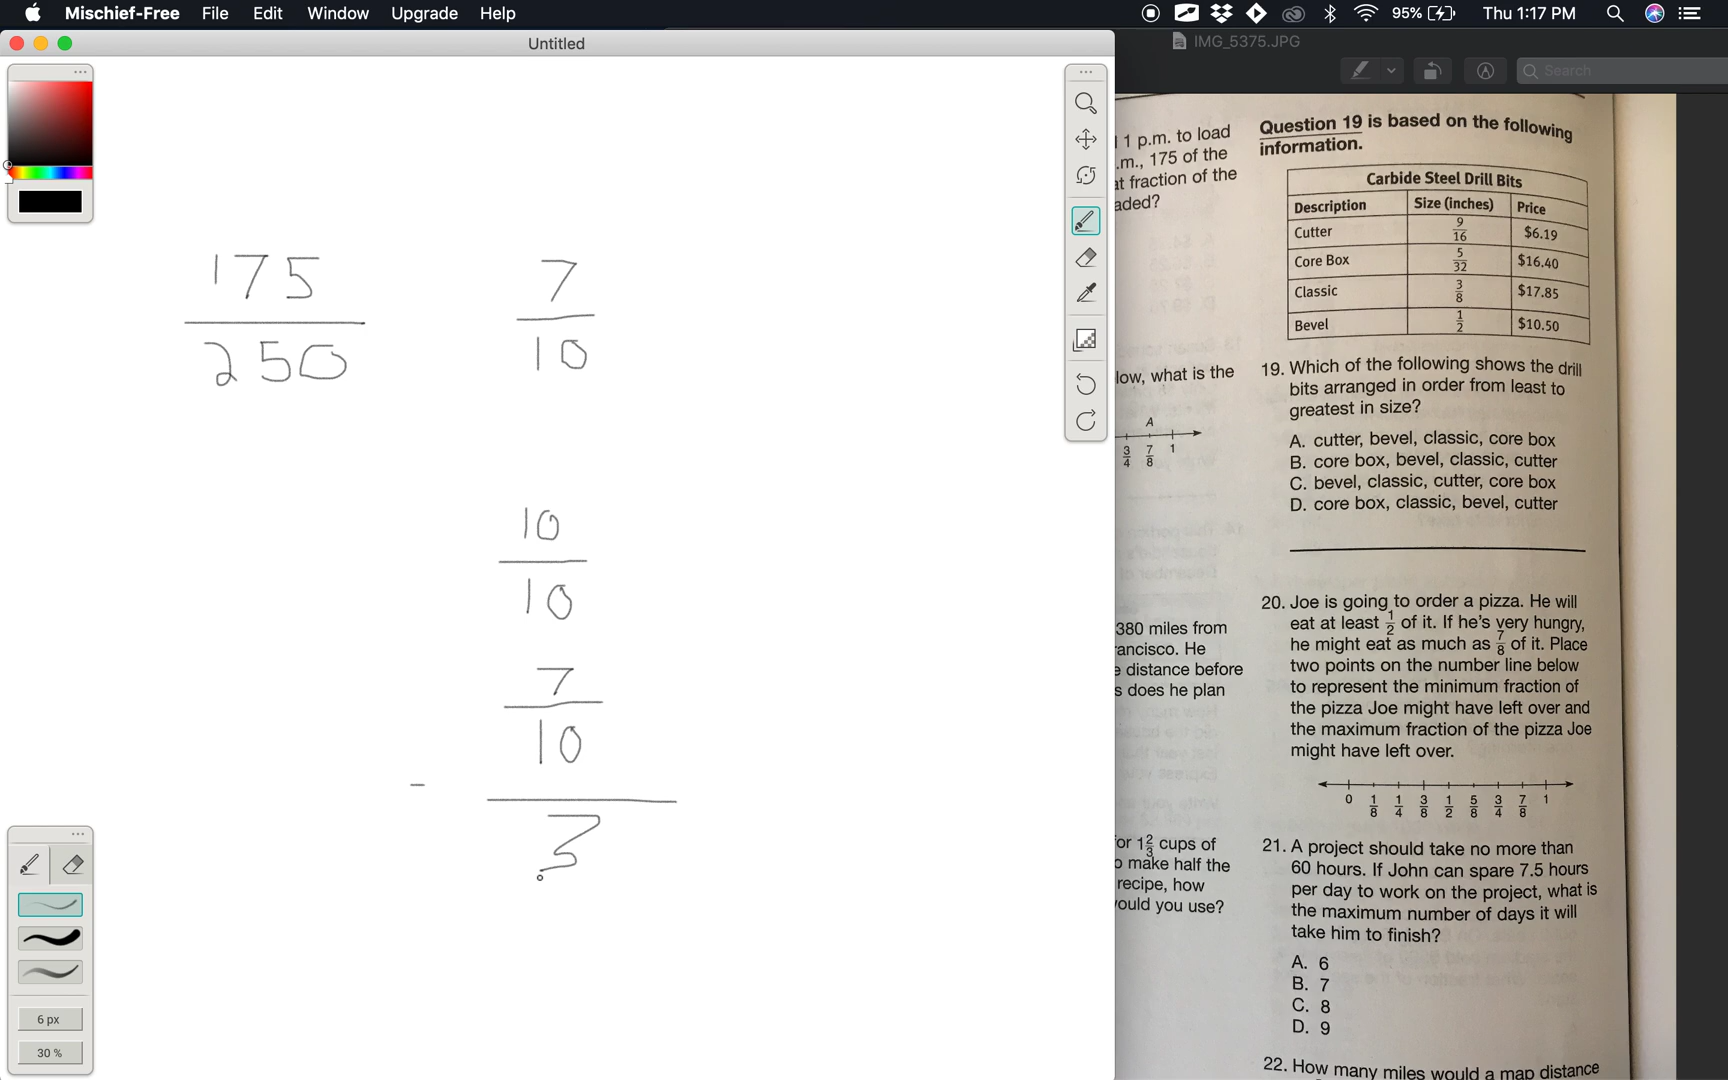 Mischief-Free File Edit Window Upgrade Help
95% Thu 1:17 PM
Untitled
IMG_5375.JPG
Search
175
250
7
10
10
10
7
10
-
3
6 px
30 %
1 p.m. to load
.m., 175 of the
at fraction of the
aded?
low, what is the
A
3/4 7/8 1
380 miles from
ancisco. He
e distance before
s does he plan
or 1 2/3 cups of
o make half the
recipe, how
ould you use?
Question 19 is based on the following
information.
Carbide Steel Drill Bits
Description Size (inches) Price
Cutter 9/16 $6.19
Core Box 5/32 $16.40
Classic 3/8 $17.85
Bevel 1/2 $10.50
19. Which of the following shows the drill
bits arranged in order from least to
greatest in size?
A. cutter, bevel, classic, core box
B. core box, bevel, classic, cutter
C. bevel, classic, cutter, core box
D. core box, classic, bevel, cutter
20. Joe is going to order a pizza. He will
eat at least 1/2 of it. If he's very hungry,
he might eat as much as 7/8 of it. Place
two points on the number line below
to represent the minimum fraction of
the pizza Joe might have left over and
the maximum fraction of the pizza Joe
might have left over.
0 1/8 1/4 3/8 1/2 5/8 3/4 7/8 1
21. A project should take no more than
60 hours. If John can spare 7.5 hours
per day to work on the project, what is
the maximum number of days it will
take him to finish?
A. 6
B. 7
C. 8
D. 9
22. How many miles would a map distance